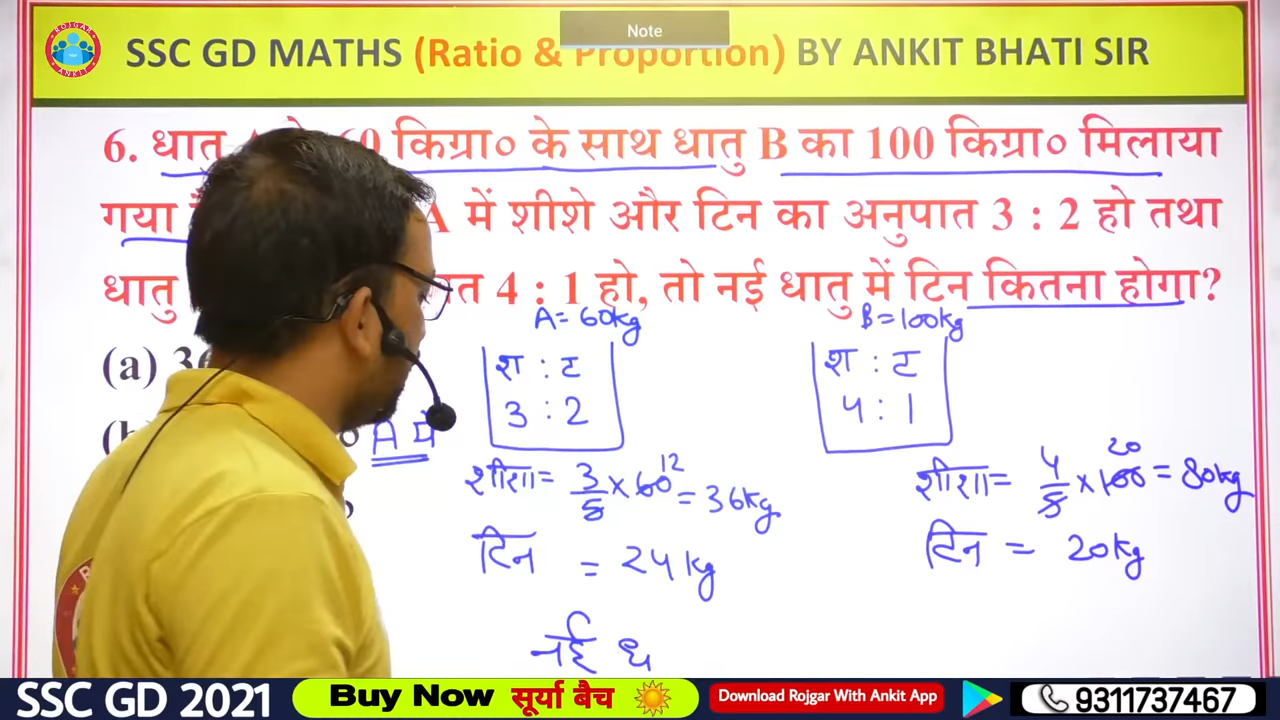 Note
SSC GD MATHS (Ratio & Proportion) BY ANKIT BHATI SIR
6. धातु 60 किग्रा० के साथ धातु B का 100 किग्रा० मिलाया
गया A में शीशे और टिन का अनुपात 3 : 2 हो तथा
धातु 4 : 1 हो, तो नई धातु में टिन कितना होगा?
A = 60kg B = 100kg
(a)
श : ट श : ट
3 : 2 4 : 1
A में
शीशा = 3/5 × 60 12 = 36kg शीशा = 4/5 × 100 20 = 80kg
टिन = 24kg टिन = 20kg
नई ध
ROJGAR
ANKIT
SSC GD 2021 Buy Now सूर्या बैच Download Rojgar With Ankit App 9311737467